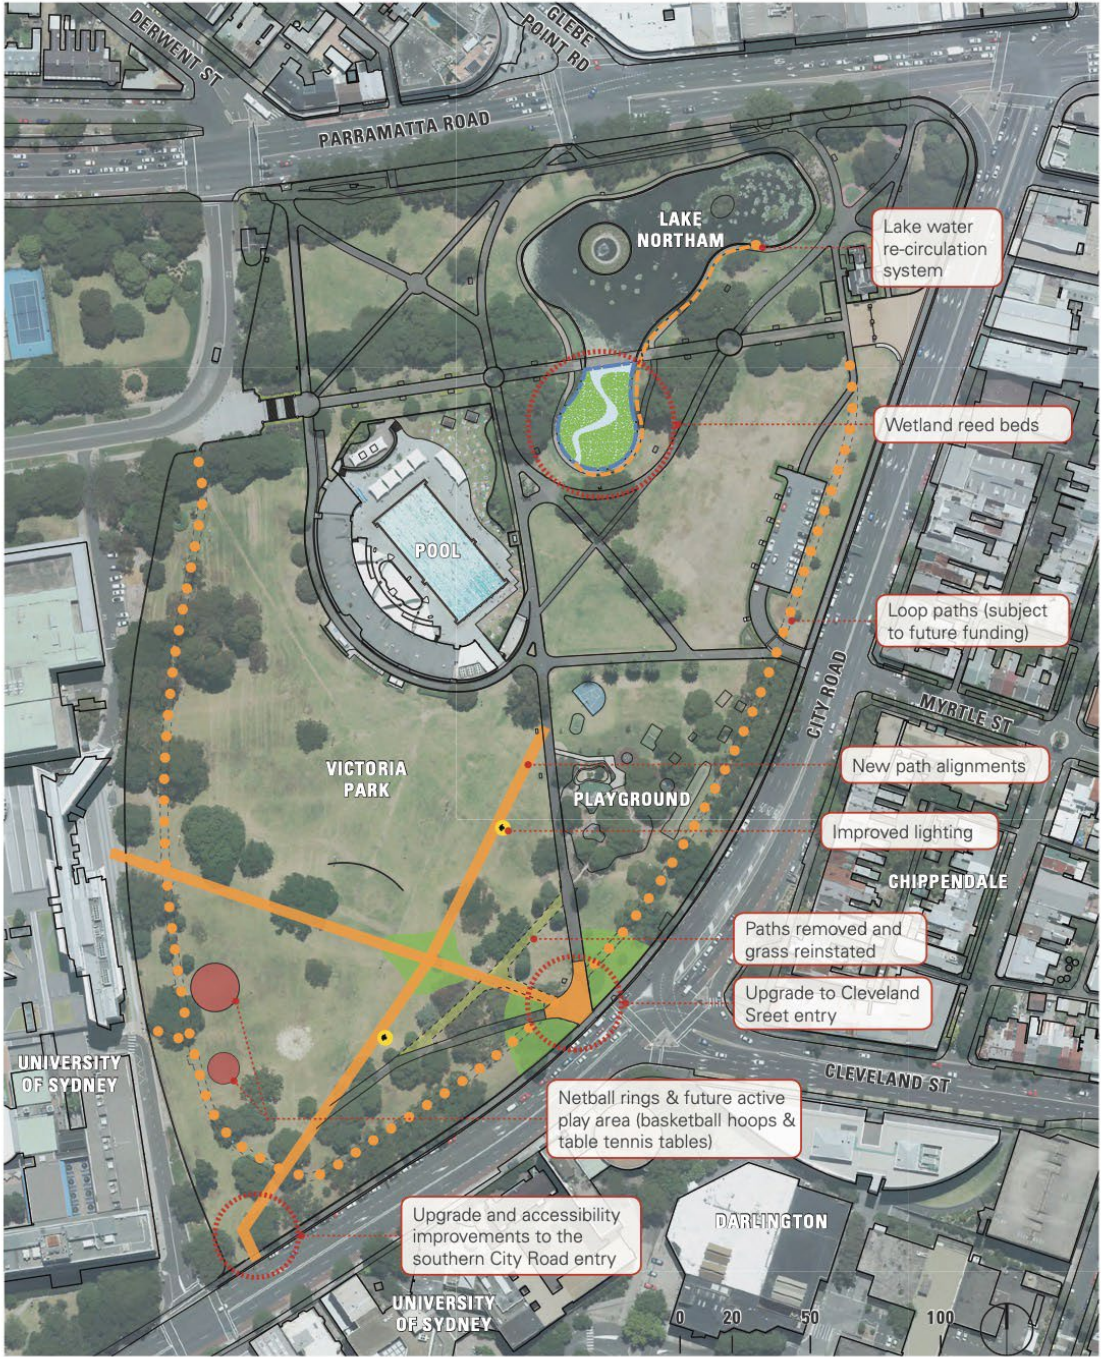 DERWENT ST
GLEBE
POINT RD
PARRAMATTA ROAD
LAKE
NORTHAM
Lake water
re-circulation
system
Wetland reed beds
POOL
Loop paths (subject
to future funding)
CITY ROAD
MYRTLE ST
VICTORIA
PARK
New path alignments
PLAYGROUND
Improved lighting
CHIPPENDALE
Paths removed and
grass reinstated
Upgrade to Cleveland
Sreet entry
UNIVERSITY
OF SYDNEY
CLEVELAND ST
Netball rings & future active
play area (basketball hoops &
table tennis tables)
Upgrade and accessibility
improvements to the
southern City Road entry
DARLINGTON
UNIVERSITY
OF SYDNEY
0 20 50 100